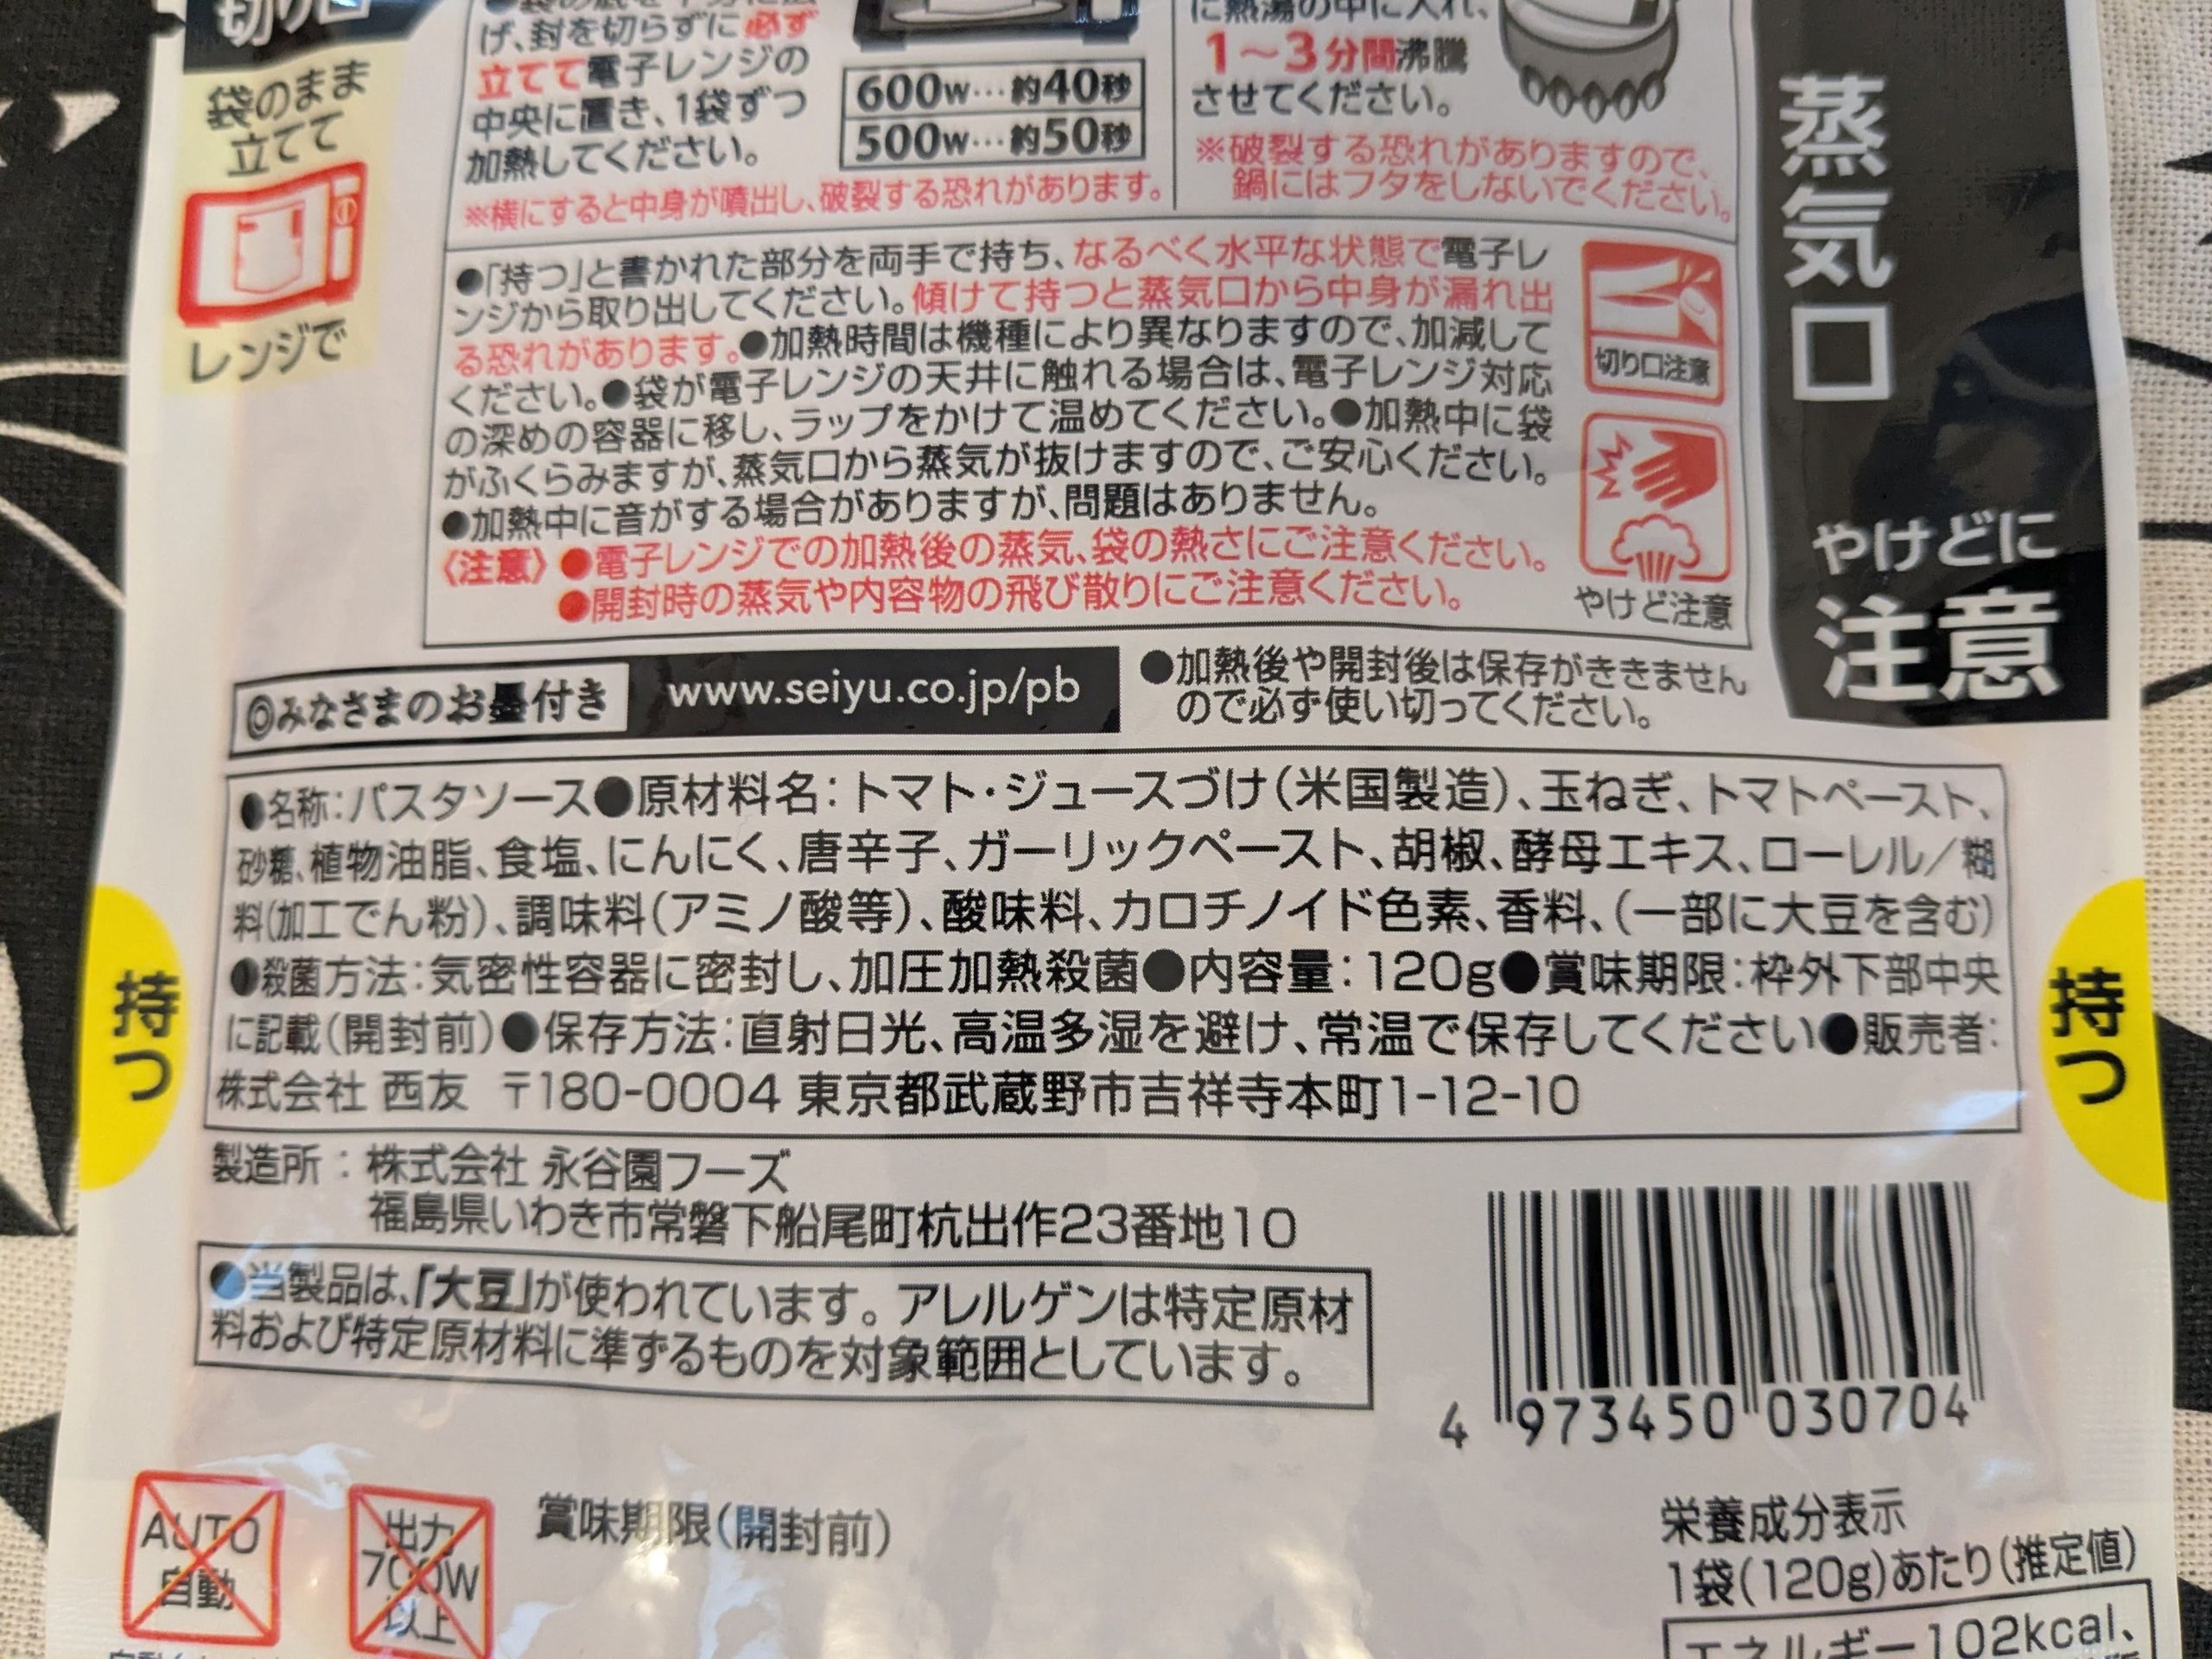 切り口
袋のまま
立てて
レンジで
げ、封を切らずに必ず
立てて電子レンジの
中央に置き、1袋ずつ
加熱してください。
600w…約40秒
500w…約50秒
※横にすると中身が噴出し、破裂する恐れがあります。
に熱湯の中に入れ、
1〜3分間沸騰
させてください。
※破裂する恐れがありますので、
鍋にはフタをしないでください。
●「持つ」と書かれた部分を両手で持ち、なるべく水平な状態で電子レ
ンジから取り出してください。傾けて持つと蒸気口から中身が漏れ出
る恐れがあります。●加熱時間は機種により異なりますので、加減して
ください。●袋が電子レンジの天井に触れる場合は、電子レンジ対応
の深めの容器に移し、ラップをかけて温めてください。●加熱中に袋
がふくらみますが、蒸気口から蒸気が抜けますので、ご安心ください。
●加熱中に音がする場合がありますが、問題はありません。
〈注意〉●電子レンジでの加熱後の蒸気、袋の熱さにご注意ください。
●開封時の蒸気や内容物の飛び散りにご注意ください。
切り口注意
やけど注意
蒸気口
やけどに
注意
◎みなさまのお墨付き
www.seiyu.co.jp/pb
●加熱後や開封後は保存がききません
ので必ず使い切ってください。
●名称：パスタソース●原材料名：トマト・ジュースづけ（米国製造）、玉ねぎ、トマトペースト、
砂糖、植物油脂、食塩、にんにく、唐辛子、ガーリックペースト、胡椒、酵母エキス、ローレル／糊
料（加工でん粉）、調味料（アミノ酸等）、酸味料、カロチノイド色素、香料、（一部に大豆を含む）
●殺菌方法：気密性容器に密封し、加圧加熱殺菌●内容量：120g●賞味期限：枠外下部中央
に記載（開封前）●保存方法：直射日光、高温多湿を避け、常温で保存してください●販売者：
株式会社 西友 〒180-0004 東京都武蔵野市吉祥寺本町1-12-10
持つ
持つ
製造所：株式会社 永谷園フーズ
福島県いわき市常磐下船尾町杭出作23番地10
●当製品は、「大豆」が使われています。アレルゲンは特定原材
料および特定原材料に準ずるものを対象範囲としています。
4 973450 030704
AUTO
自動
出力
700W
以上
賞味期限（開封前）
栄養成分表示
1袋（120g）あたり（推定値）
エネルギー102kcal、